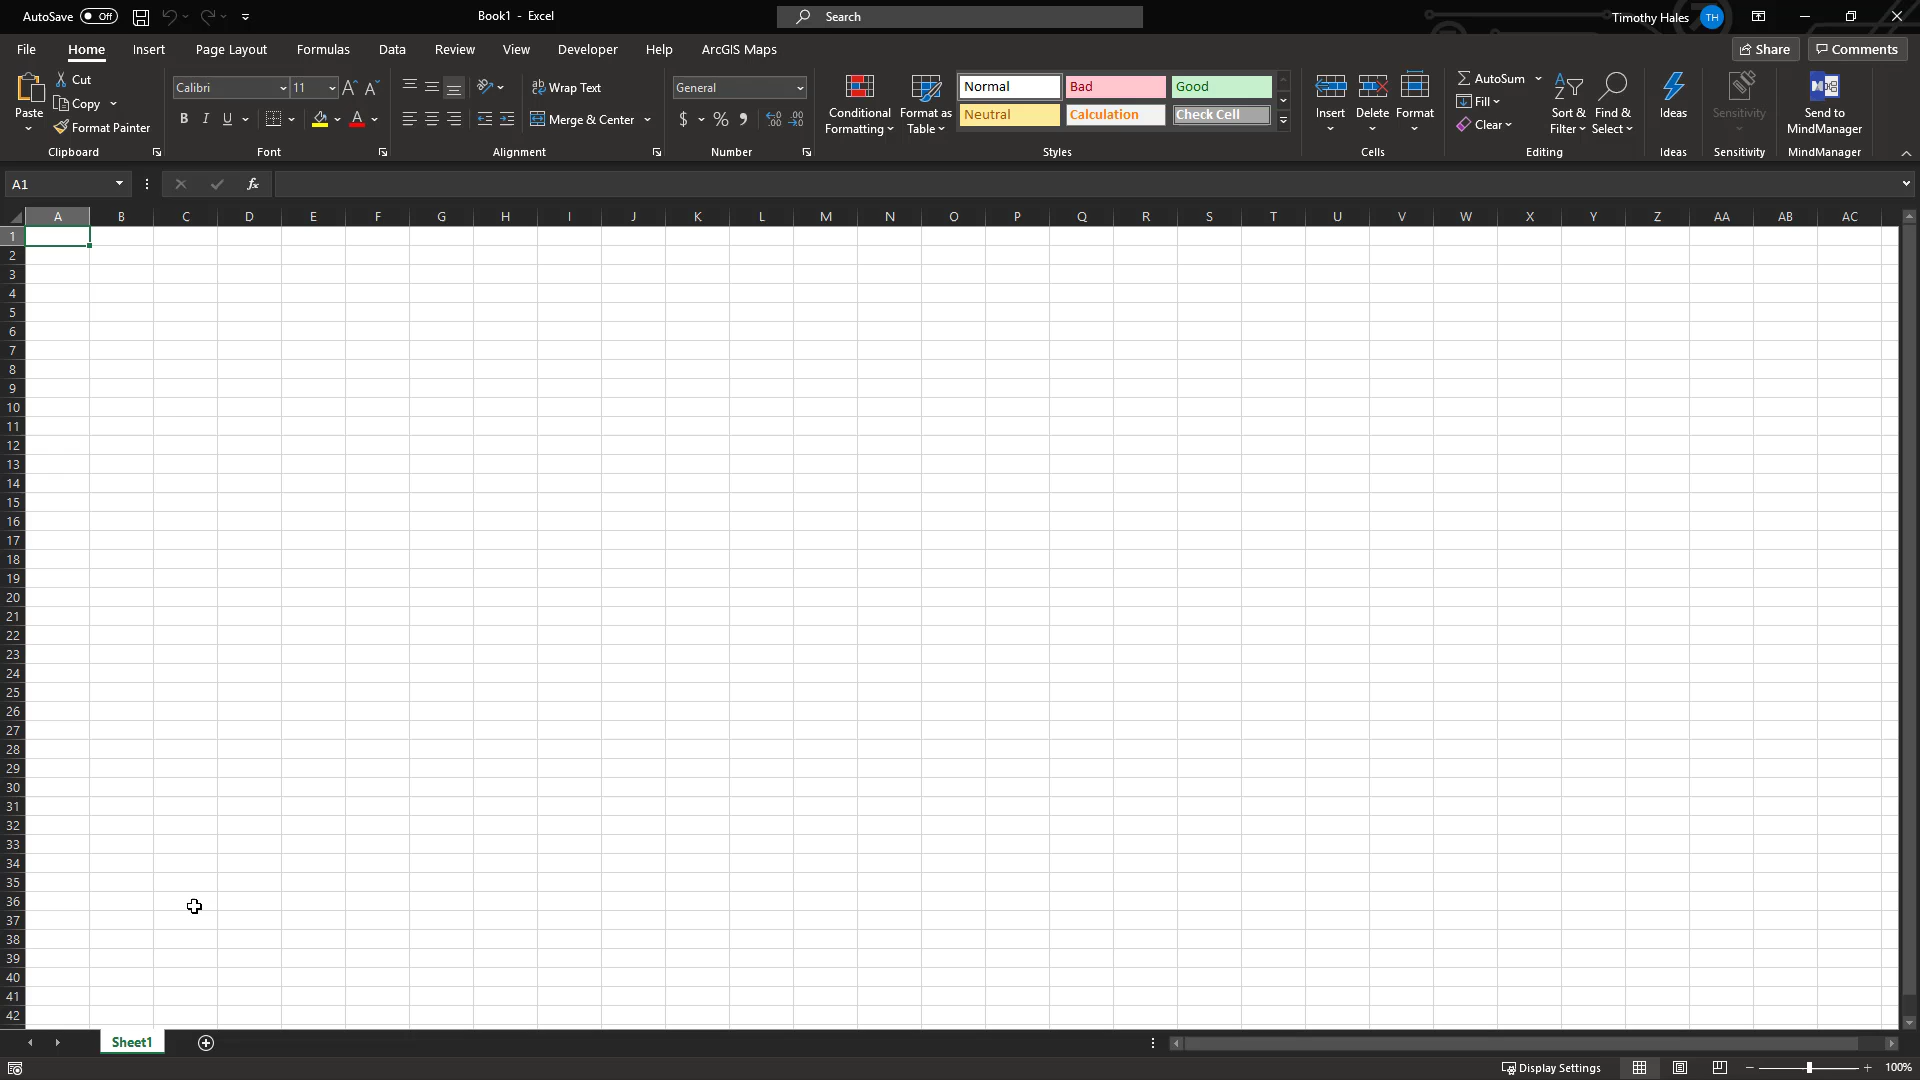 AutoSave Off
Book1 - Excel
Search
Timothy Hales TH
File Home Insert Page Layout Formulas Data Review View Developer Help ArcGIS Maps
Share Comments
Paste
Cut
Copy
Format Painter
Clipboard
Calibri 11
B I U
Font
Wrap Text
Merge & Center
Alignment
General
$ %
Number
Conditional
Formatting
Format as
Table
Normal Bad Good
Neutral Calculation Check Cell
Styles
Insert Delete Format
Cells
AutoSum
Fill
Clear
Sort &
Filter
Find &
Select
Editing
Ideas
Ideas
Sensitivity
Sensitivity
Send to
MindManager
MindManager
A1
fx
A B C D E F G H I J K L M N O P Q R S T U V W X Y Z AA AB AC
1
2
3
4
5
6
7
8
9
10
11
12
13
14
15
16
17
18
19
20
21
22
23
24
25
26
27
28
29
30
31
32
33
34
35
36
37
38
39
40
41
42
Sheet1
Display Settings
100%